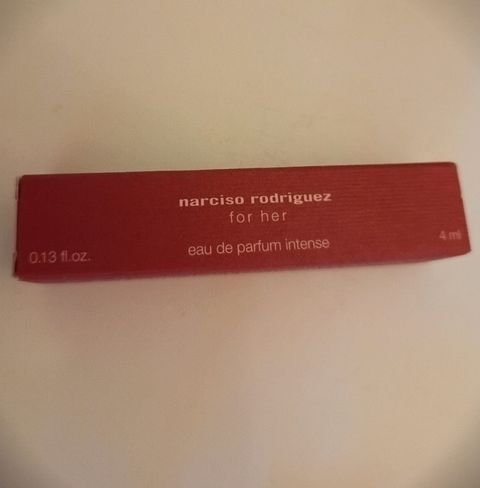 narciso rodriguez
for her
eau de parfum intense
0.13 fl.oz.
4 ml